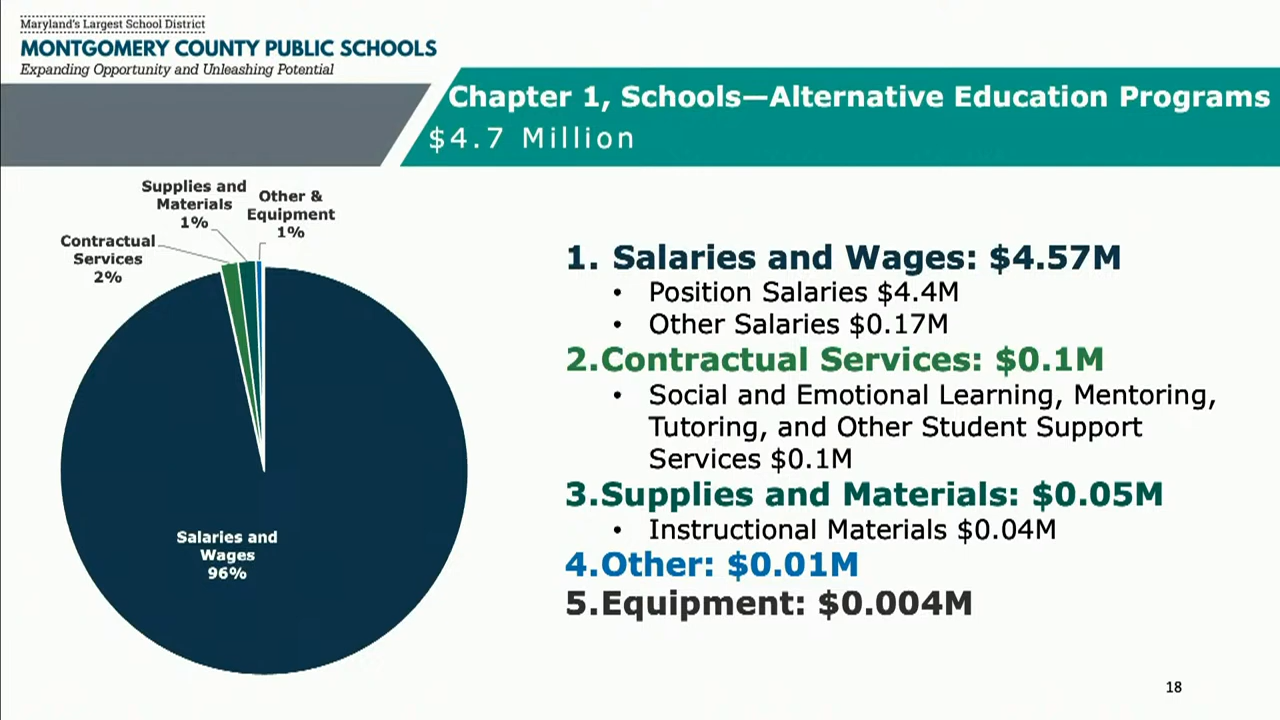 Maryland's Largest School District
MONTGOMERY COUNTY PUBLIC SCHOOLS
Expanding Opportunity and Unleashing Potential
Chapter 1, Schools—Alternative Education Programs
$4.7 Million
Supplies and
Materials
1%
Other &
Equipment
1%
Contractual
Services
2%
Salaries and
Wages
96%
1. Salaries and Wages: $4.57M
• Position Salaries $4.4M
• Other Salaries $0.17M
2.Contractual Services: $0.1M
• Social and Emotional Learning, Mentoring,
Tutoring, and Other Student Support
Services $0.1M
3.Supplies and Materials: $0.05M
• Instructional Materials $0.04M
4.Other: $0.01M
5.Equipment: $0.004M
18